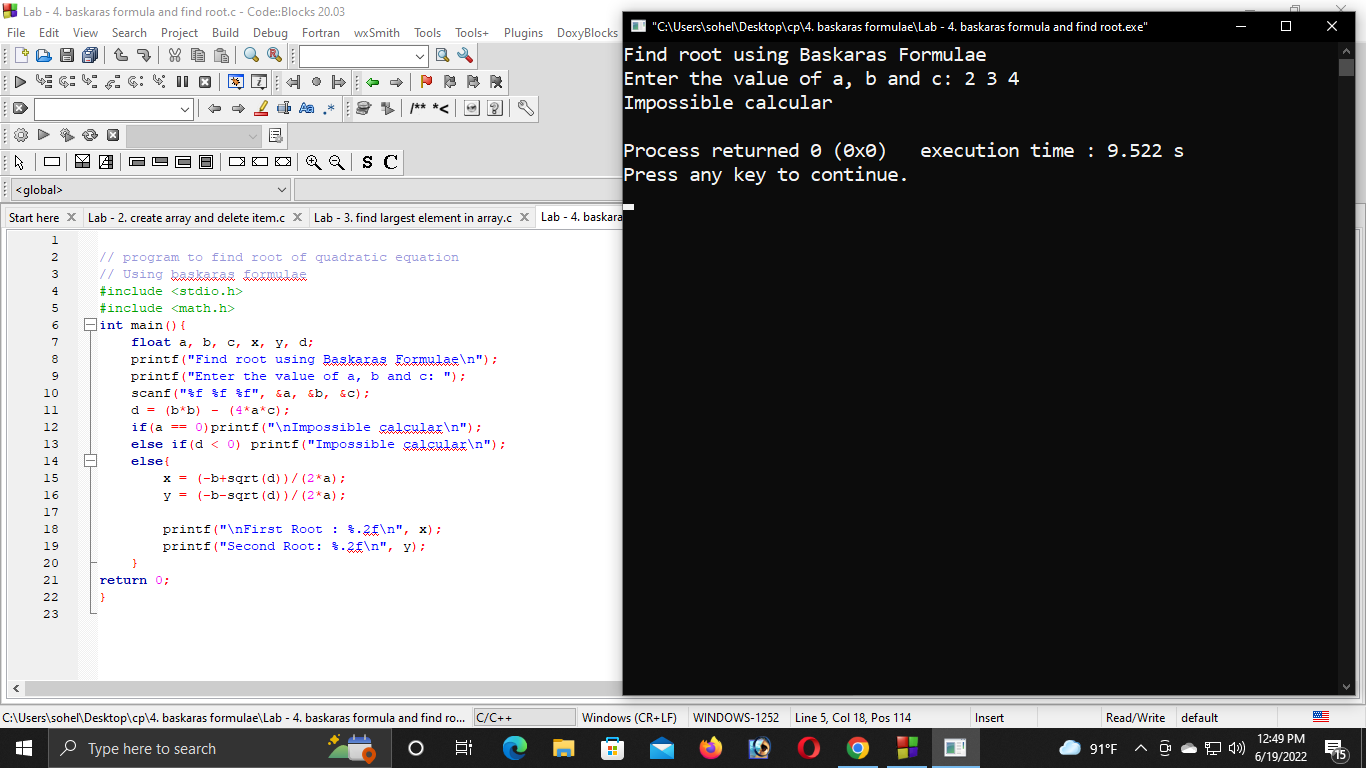 Lab - 4. baskaras formula and find root.c - Code::Blocks 20.03
File Edit View Search Project Build Debug Fortran wxSmith Tools Tools+ Plugins DoxyBlocks
/** *<
S C
<global>
Start here Lab - 2. create array and delete item.c Lab - 3. find largest element in array.c Lab - 4. baskara
1
2 // program to find root of quadratic equation
3 // Using baskaras formulae
4 #include <stdio.h>
5 #include <math.h>
6 int main(){
7 float a, b, c, x, y, d;
8 printf("Find root using Baskaras Formulae\n");
9 printf("Enter the value of a, b and c: ");
10 scanf("%f %f %f", &a, &b, &c);
11 d = (b*b) - (4*a*c);
12 if(a == 0)printf("\nImpossible calcular\n");
13 else if(d < 0) printf("Impossible calcular\n");
14 else{
15 x = (-b+sqrt(d))/(2*a);
16 y = (-b-sqrt(d))/(2*a);
17
18 printf("\nFirst Root : %.2f\n", x);
19 printf("Second Root: %.2f\n", y);
20 }
21 return 0;
22 }
23
"C:\Users\sohel\Desktop\cp\4. baskaras formulae\Lab - 4. baskaras formula and find root.exe"
Find root using Baskaras Formulae
Enter the value of a, b and c: 2 3 4
Impossible calcular
Process returned 0 (0x0) execution time : 9.522 s
Press any key to continue.
C:\Users\sohel\Desktop\cp\4. baskaras formulae\Lab - 4. baskaras formula and find ro... C/C++ Windows (CR+LF) WINDOWS-1252 Line 5, Col 18, Pos 114 Insert Read/Write default
Type here to search
91°F
12:49 PM
6/19/2022
15